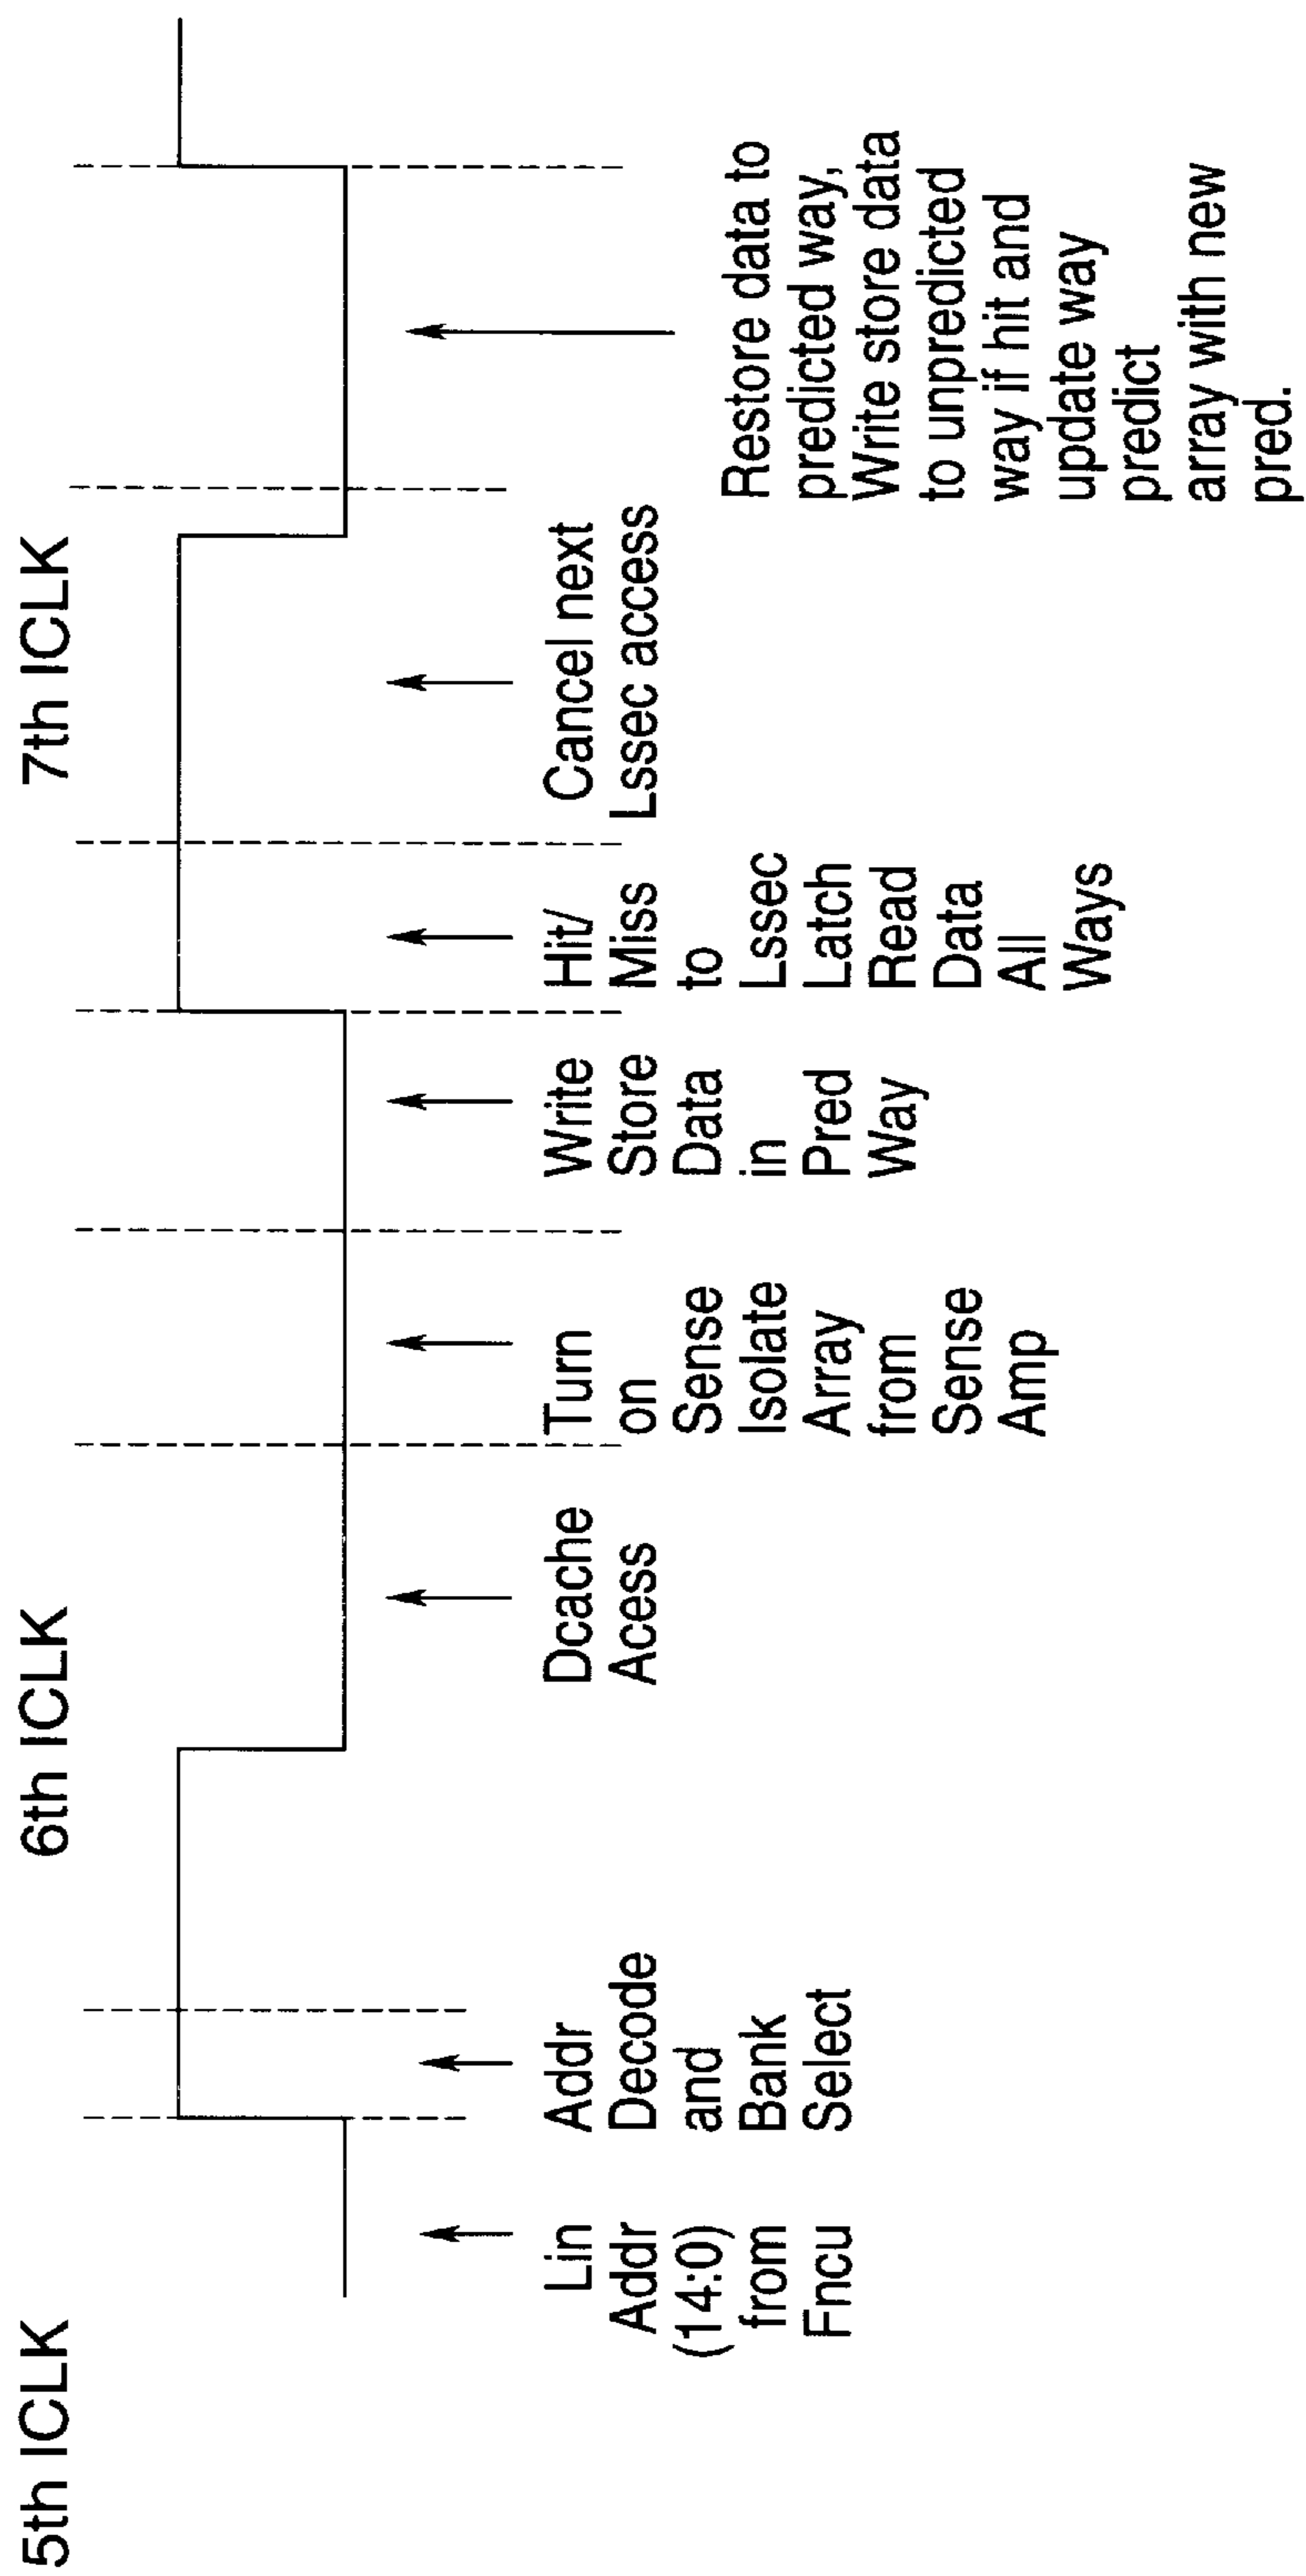 5th ICLK
6th ICLK
7th ICLK
Lin
Addr
(14:0)
from
Fncu
Addr
Decode
and
Bank
Select
Dcache
Acess
Turn
on
Sense
Isolate
Array
from
Sense
Amp
Write
Store
Data
in
Pred
Way
Hit/
Miss
to
Lssec
Latch
Read
Data
All
Ways
Cancel next
Lssec access
Restore data to
predicted way,
Write store data
to unpredicted
way if hit and
update way
predict
array with new
pred.